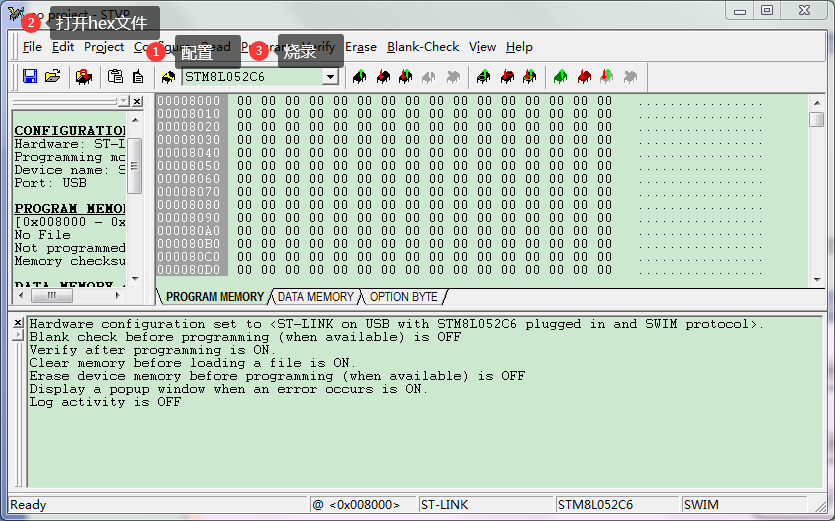 no project - STVP
2 打开hex文件
File Edit Project Configure Read Program Verify Erase Blank-Check View Help
1 配置 3 烧录
STM8L052C6
00008000 00 00 00 00 00 00 00 00 00 00 00 00 00 00 00 00 ................
00008010 00 00 00 00 00 00 00 00 00 00 00 00 00 00 00 00 ................
00008020 00 00 00 00 00 00 00 00 00 00 00 00 00 00 00 00 ................
00008030 00 00 00 00 00 00 00 00 00 00 00 00 00 00 00 00 ................
00008040 00 00 00 00 00 00 00 00 00 00 00 00 00 00 00 00 ................
00008050 00 00 00 00 00 00 00 00 00 00 00 00 00 00 00 00 ................
00008060 00 00 00 00 00 00 00 00 00 00 00 00 00 00 00 00 ................
00008070 00 00 00 00 00 00 00 00 00 00 00 00 00 00 00 00 ................
00008080 00 00 00 00 00 00 00 00 00 00 00 00 00 00 00 00 ................
00008090 00 00 00 00 00 00 00 00 00 00 00 00 00 00 00 00 ................
000080A0 00 00 00 00 00 00 00 00 00 00 00 00 00 00 00 00 ................
000080B0 00 00 00 00 00 00 00 00 00 00 00 00 00 00 00 00 ................
000080C0 00 00 00 00 00 00 00 00 00 00 00 00 00 00 00 00 ................
000080D0 00 00 00 00 00 00 00 00 00 00 00 00 00 00 00 00 ................
CONFIGURATION
Hardware: ST-L
Programming mo
Device name: S
Port: USB
PROGRAM MEMOR
[0x008000 - 0x
No File
Not programmed
Memory checksu
DATA MEMORY
PROGRAM MEMORY DATA MEMORY OPTION BYTE
Hardware configuration set to <ST-LINK on USB with STM8L052C6 plugged in and SWIM protocol>.
Blank check before programming (when available) is OFF
Verify after programming is ON.
Clear memory before loading a file is ON.
Erase device memory before programming (when available) is OFF
Display a popup window when an error occurs is ON.
Log activity is OFF
Ready @ <0x008000> ST-LINK STM8L052C6 SWIM